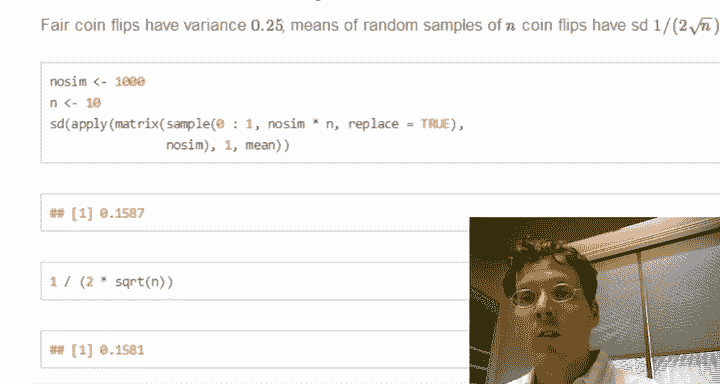 Fair coin flips have variance 0.25; means of random samples of n coin flips have sd 1/(2√n)
nosim <- 1000
n <- 10
sd(apply(matrix(sample(0 : 1, nosim * n, replace = TRUE),
nosim), 1, mean))
## [1] 0.1587
1 / (2 * sqrt(n))
## [1] 0.1581